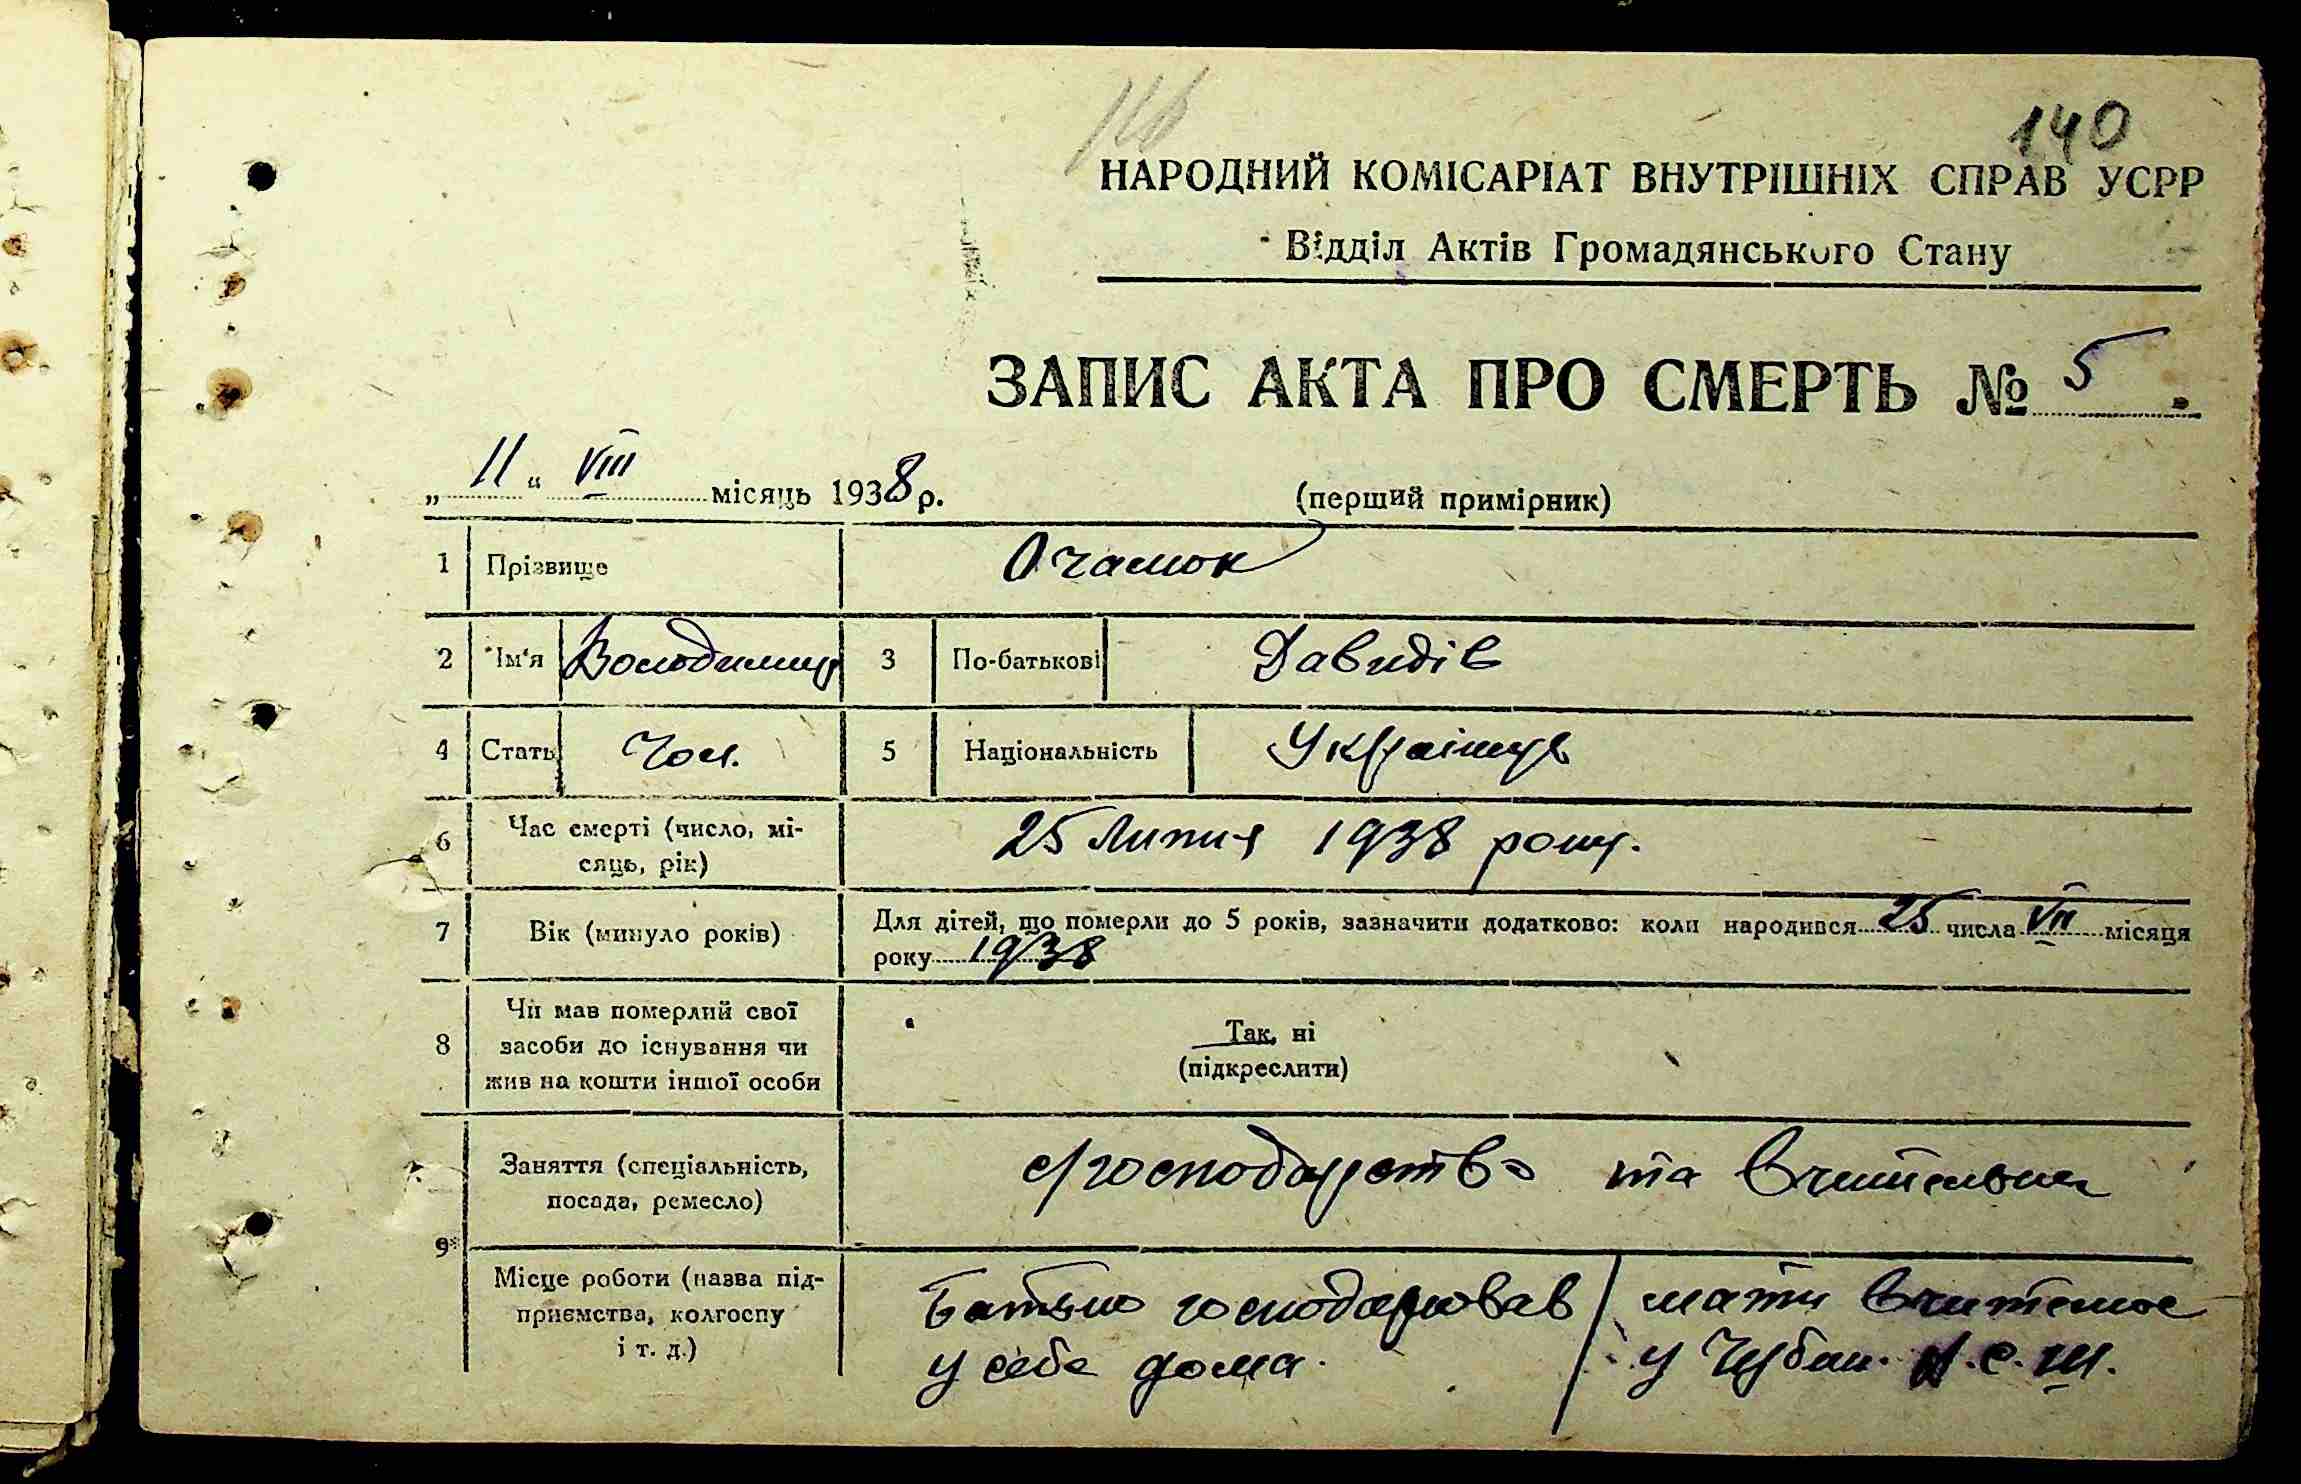 140
НАРОДНИЙ КОМІСАРІАТ ВНУТРІШНІХ СПРАВ УСРР
Відділ Актів Громадянського Стану
ЗАПИС АКТА ПРО СМЕРТЬ № 5.
„ 11 “ VIII місяць 1938 р. (перший примірник)
1 Прізвище Очамок
2 Ім'я Володимир 3 По-батькові Давидів
4 Стать Чол. 5 Національність Українець
6 Час смерті (число, мі-
сяць, рік) 25 Липня 1938 року.
7 Вік (минуло років) Для дітей, що померли до 5 років, зазначити додатково: коли народився 25 числа VII місяця
року 1938
8 Чи мав померлий свої
засоби до існування чи
жив на кошти іншої особи
Так, ні
(підкреслити)
9 Заняття (спеціальність,
посада, ремесло) господарство та вчителька
Місце роботи (назва під-
приємства, колгоспу
і т. д.)
Батько господарював
у себе дома.
мати вчителює
у Чубан. с. ш.